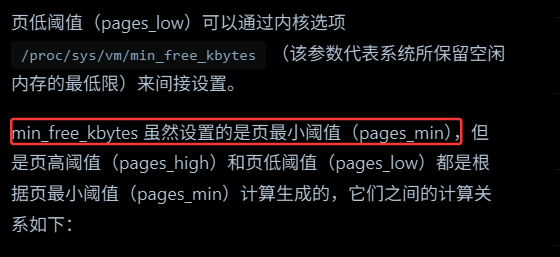 页低阈值（pages_low）可以通过内核选项
/proc/sys/vm/min_free_kbytes （该参数代表系统所保留空闲
内存的最低限）来间接设置。
min_free_kbytes 虽然设置的是页最小阈值（pages_min），但
是页高阈值（pages_high）和页低阈值（pages_low）都是根
据页最小阈值（pages_min）计算生成的，它们之间的计算关
系如下：